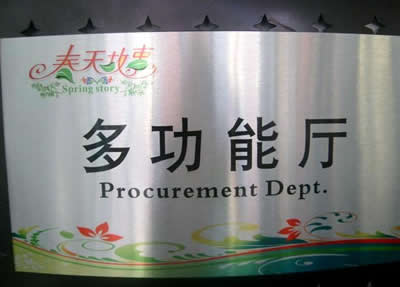 春天故事
Spring story
多功能厅
Procurement Dept.